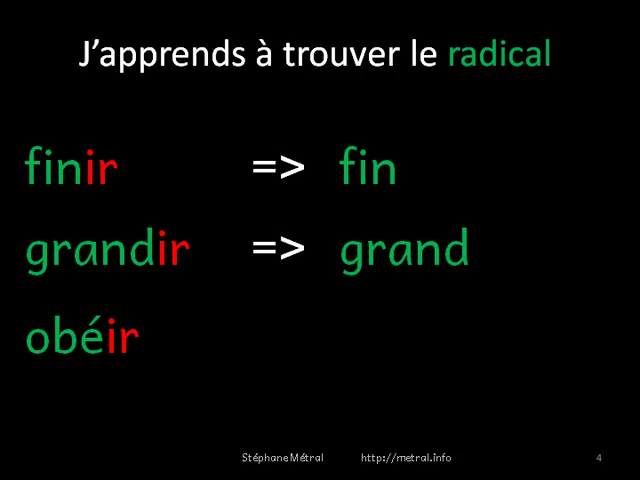 J’apprends à trouver le radical
finir => fin
grandir => grand
obéir
Stéphane Métral http://metral.info 4